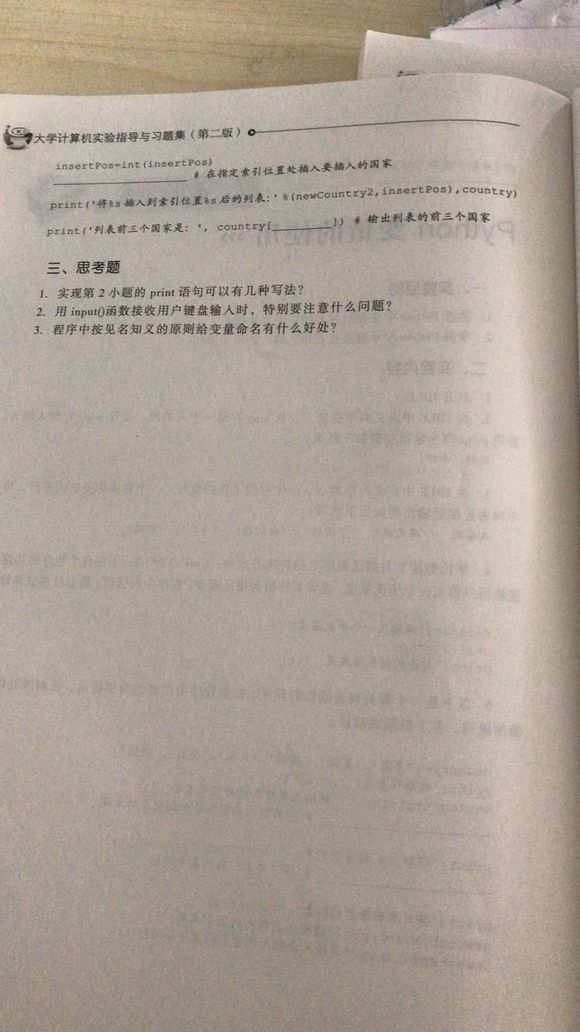 大学计算机实验指导与习题集（第二版）
insertPos=int(insertPos)
____________________ # 在指定索引位置处插入要插入的国家
print('将%s插入到索引位置%s后的列表:'%(newCountry2,insertPos),country)
print('列表前三个国家是: ', country[_________]) # 输出列表的前三个国家
三、思考题
1. 实现第 2 小题的 print 语句可以有几种写法?
2. 用 input()函数接收用户键盘输入时，特别要注意什么问题?
3. 程序中按见名知义的原则给变量命名有什么好处?